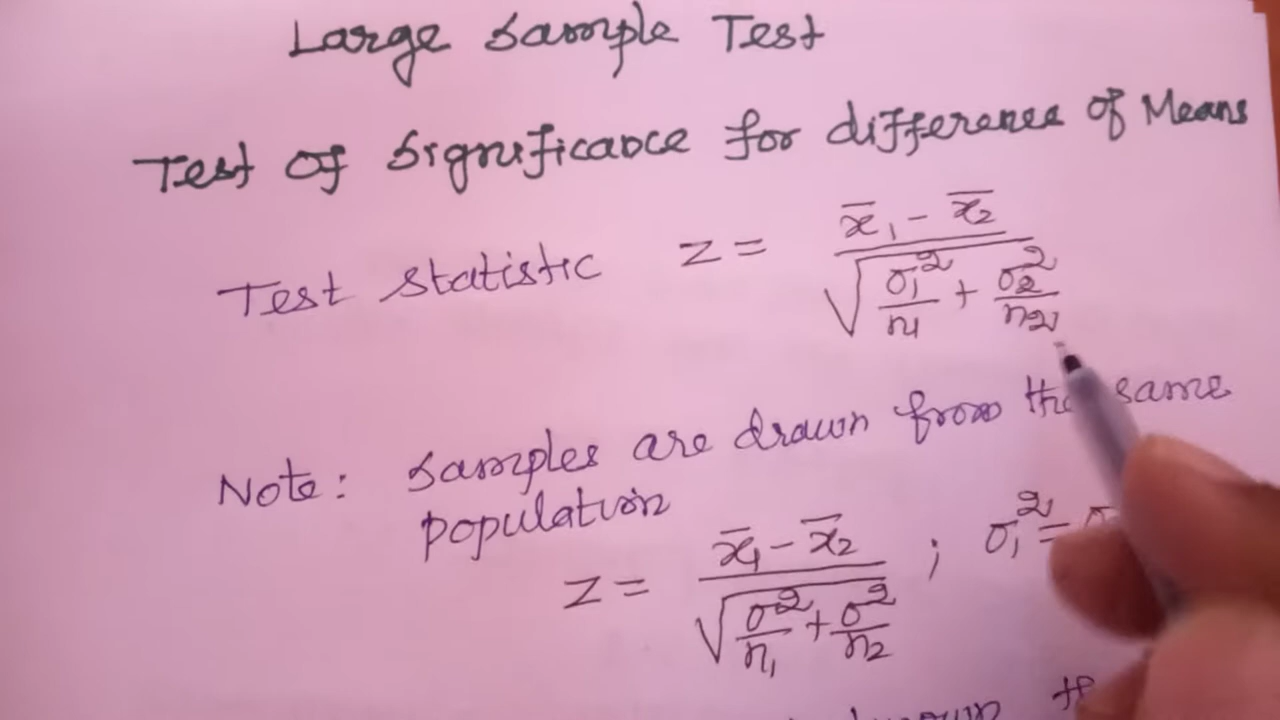 Large Sample Test
Test of Significance for difference of Means
Test Statistic Z = (x̄₁ - x̄₂) / √(σ₁²/n₁ + σ₂²/n₂)
Note: Samples are drawn from the same
population
Z = (x̄₁ - x̄₂) / √(σ²/n₁ + σ²/n₂) ; σ₁² = σ